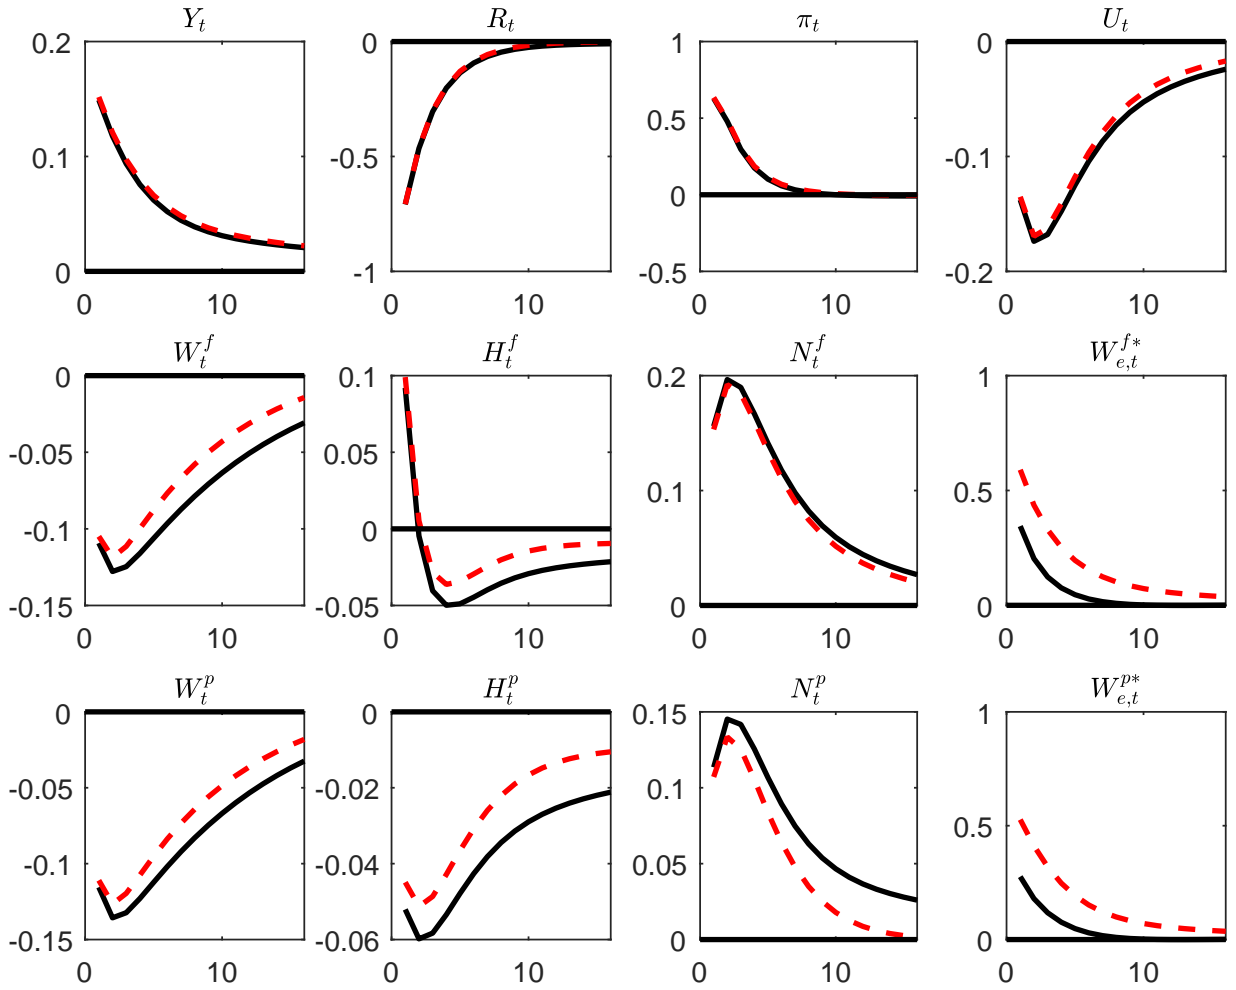 Y_t R_t π_t U_t
0.2 0 1 0
0.1 -0.5 0.5 -0.1
0
0 -1 -0.5 -0.2
0 10 0 10 0 10 0 10
W_t^f H_t^f N_t^f W_{e,t}^{f*}
0 0.1 0.2 1
-0.05 0.05 0.1 0.5
-0.1 0
-0.15 -0.05 0 0
0 10 0 10 0 10 0 10
W_t^p H_t^p N_t^p W_{e,t}^{p*}
0 0 0.15 1
-0.05 -0.02 0.1 0.5
-0.1 -0.04 0.05
-0.15 -0.06 0 0
0 10 0 10 0 10 0 10